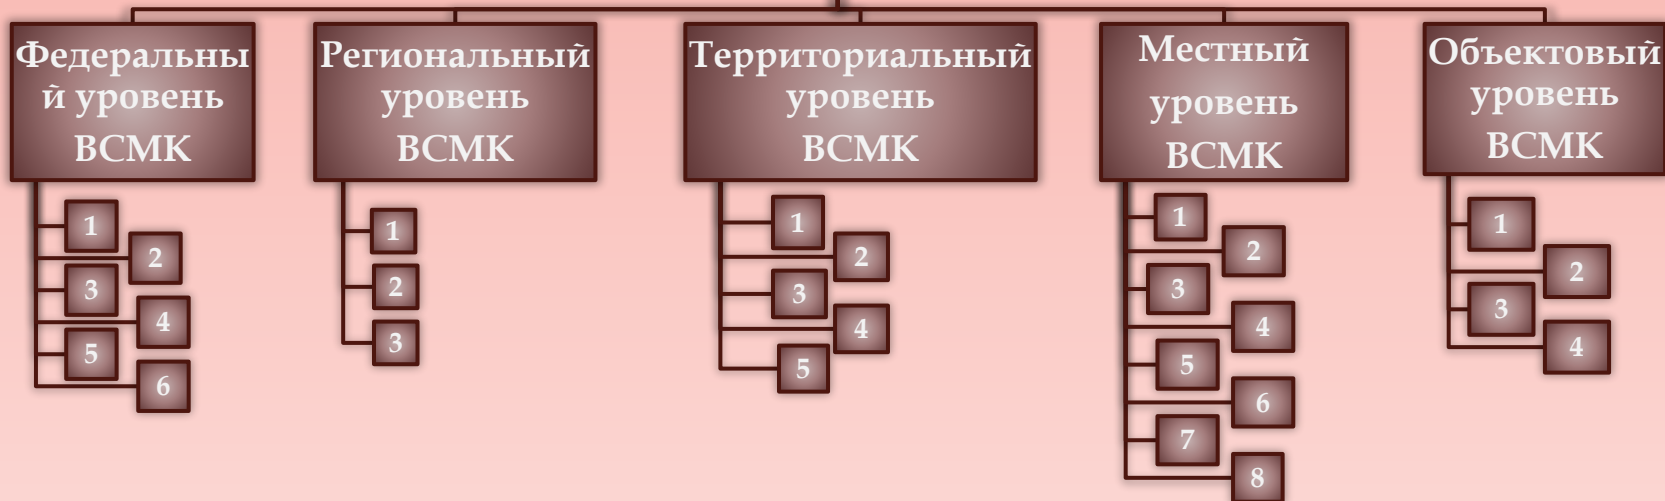 Федеральны
й уровень
ВСМК
1
2
3
4
5
6
Региональный
уровень
ВСМК
1
2
3
Территориальный
уровень
ВСМК
1
2
3
4
5
Местный
уровень
ВСМК
1
2
3
4
5
6
7
8
Объектовый
уровень
ВСМК
1
2
3
4